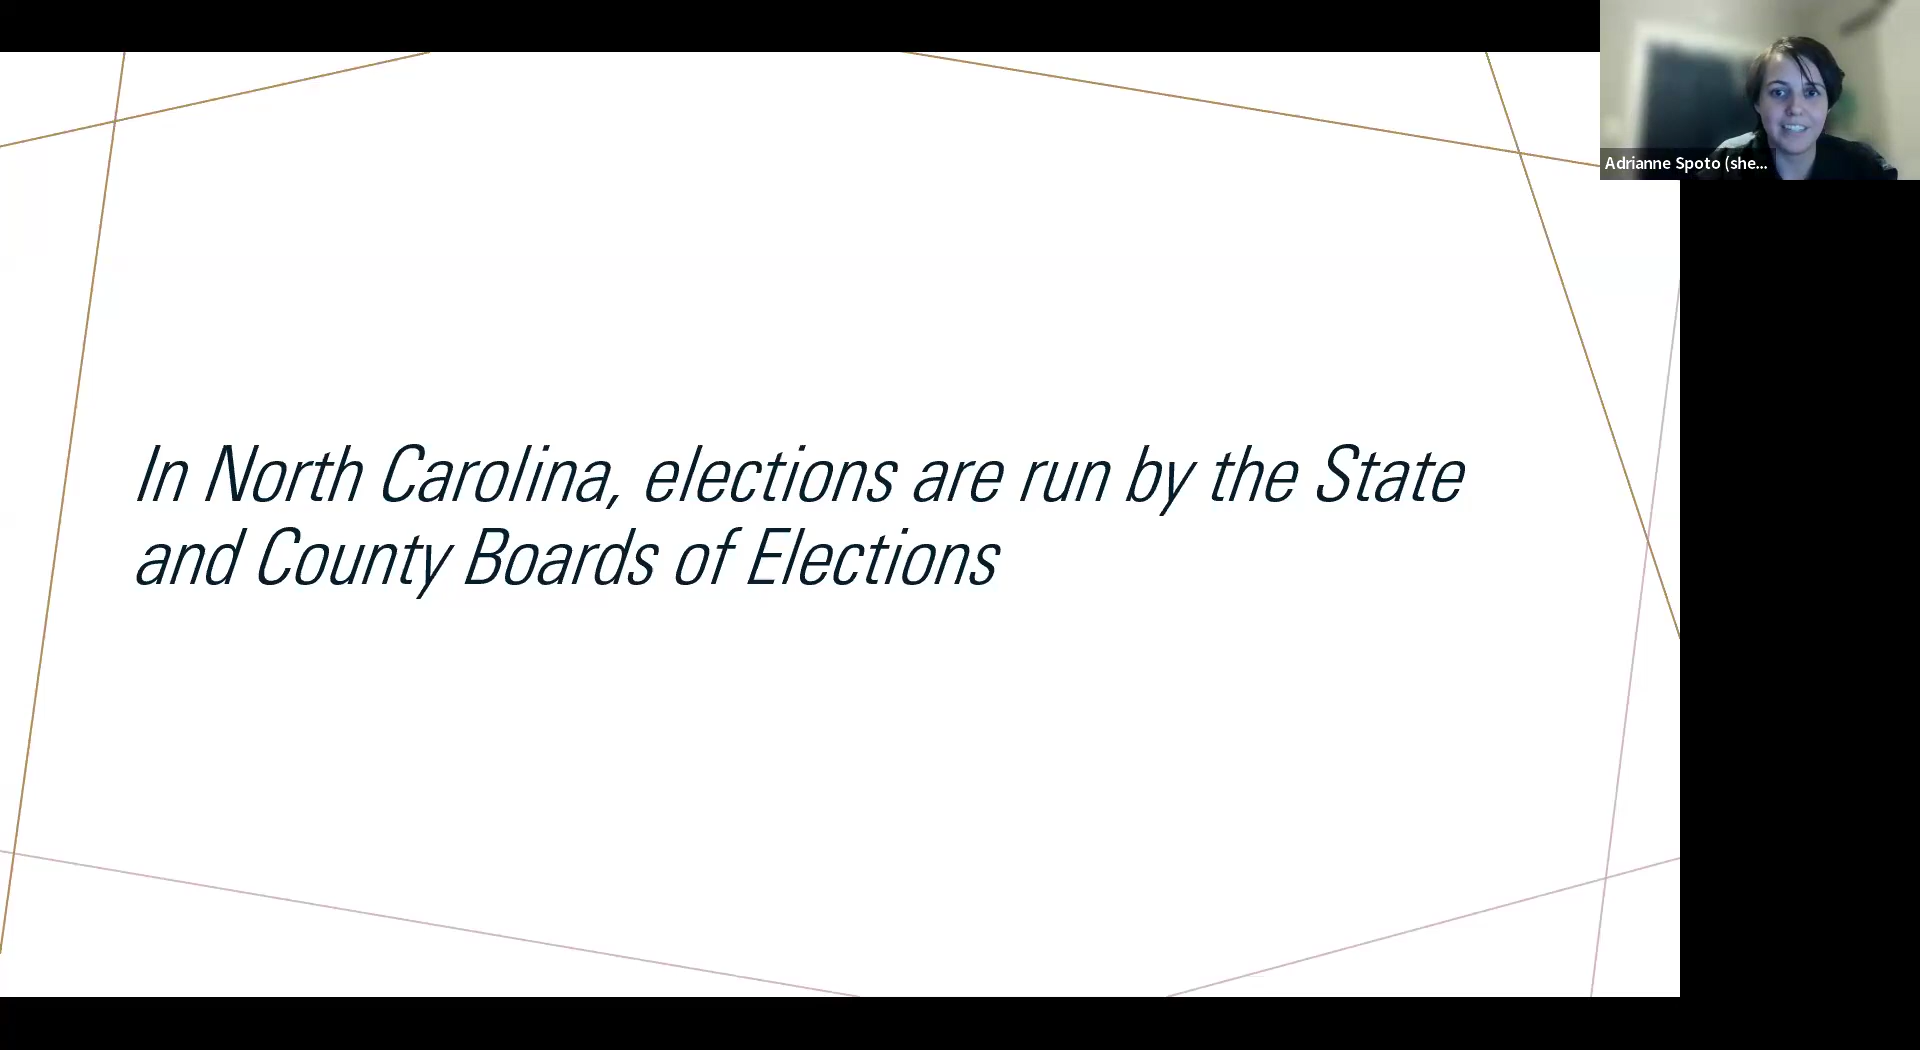 Adrianne Spoto (she...
In North Carolina, elections are run by the State
and County Boards of Elections